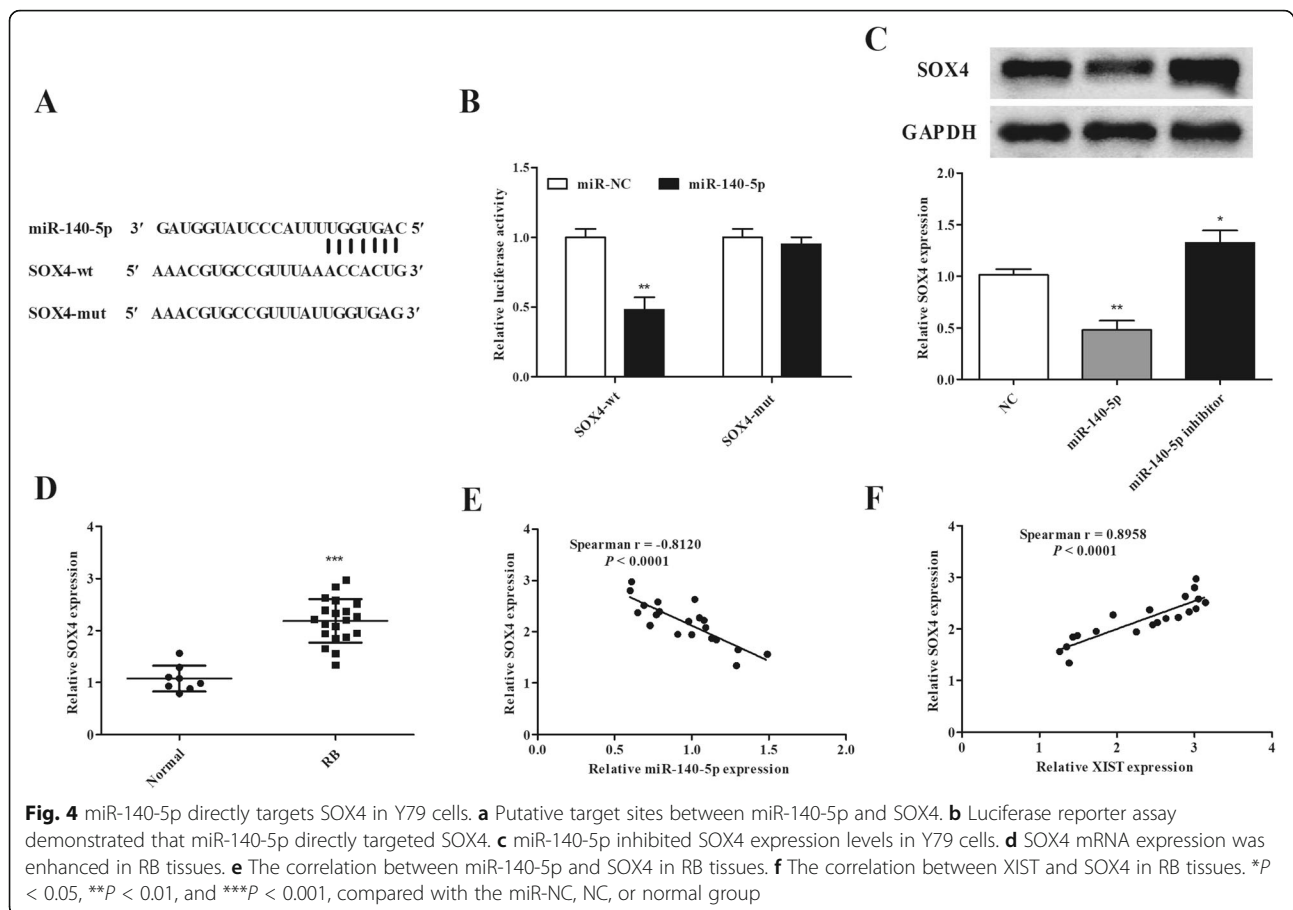 A
miR-140-5p 3′ GAUGGUAUCCCAUUUUGGUGAC 5′
SOX4-wt 5′ AAACGUGCCGUUUAAACCACUG 3′
SOX4-mut 5′ AAACGUGCCGUUUAUUGGUGAG 3′
B
miR-NC miR-140-5p
Relative luciferase activity
1.5
1.0
0.5
0.0
**
SOX4-wt
SOX4-mut
C
SOX4
GAPDH
Relative SOX4 expression
2.0
1.5
1.0
0.5
0.0
**
*
NC
miR-140-5p
miR-140-5p inhibitor
D
Relative SOX4 expression
4
3
2
1
0
***
Normal
RB
E
Spearman r = -0.8120
P < 0.0001
Relative SOX4 expression
4
3
2
1
0
0.0 0.5 1.0 1.5 2.0
Relative miR-140-5p expression
F
Spearman r = 0.8958
P < 0.0001
Relative SOX4 expression
4
3
2
1
0
0 1 2 3 4
Relative XIST expression
Fig. 4 miR-140-5p directly targets SOX4 in Y79 cells. a Putative target sites between miR-140-5p and SOX4. b Luciferase reporter assay
demonstrated that miR-140-5p directly targeted SOX4. c miR-140-5p inhibited SOX4 expression levels in Y79 cells. d SOX4 mRNA expression was
enhanced in RB tissues. e The correlation between miR-140-5p and SOX4 in RB tissues. f The correlation between XIST and SOX4 in RB tissues. *P
< 0.05, **P < 0.01, and ***P < 0.001, compared with the miR-NC, NC, or normal group